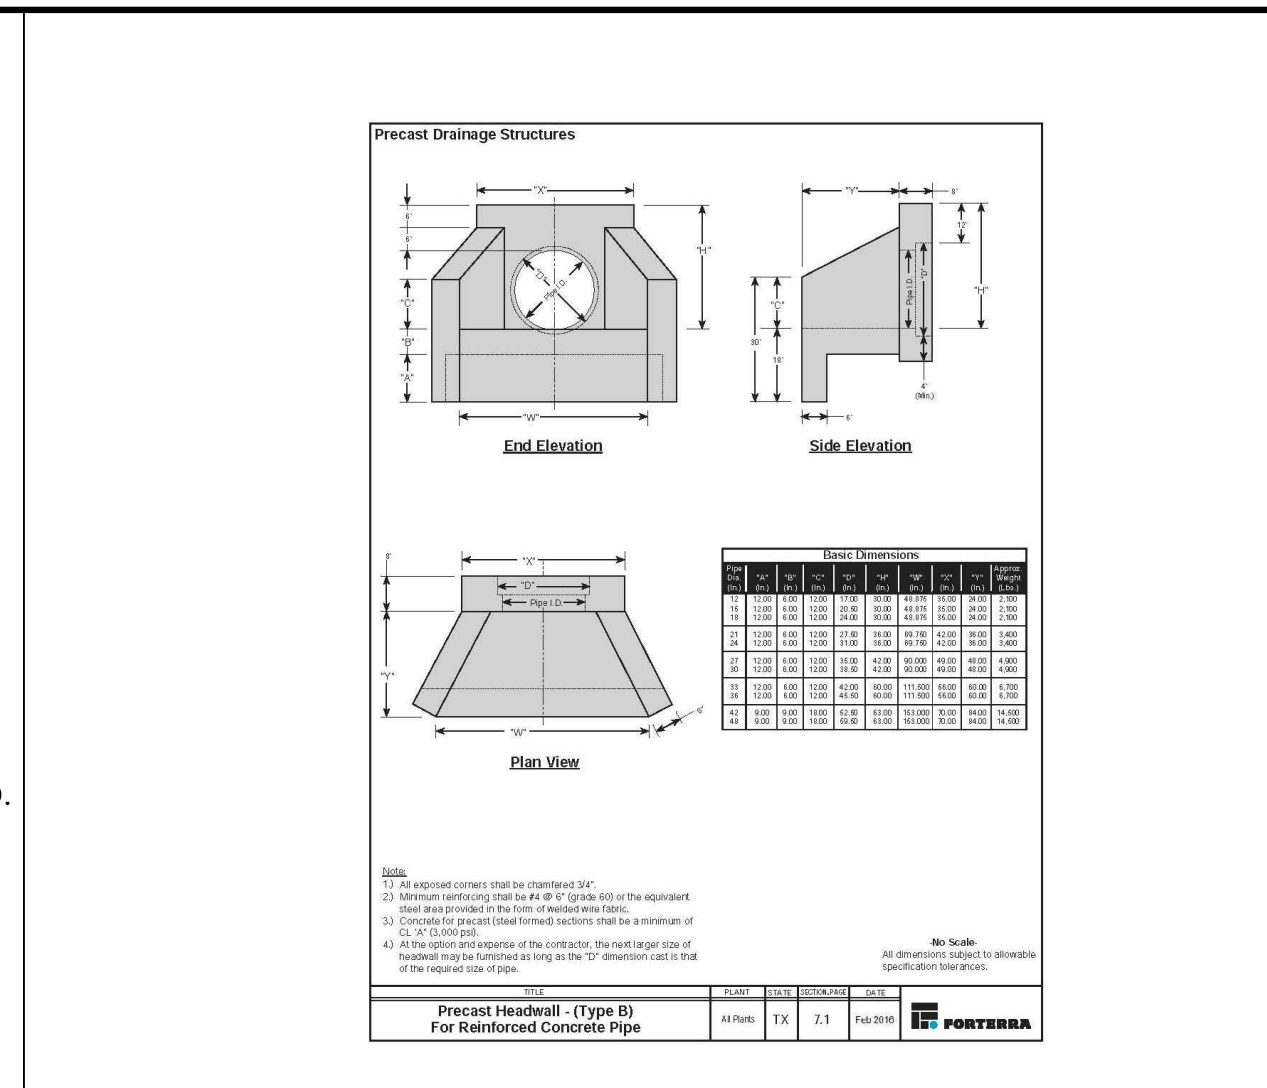 Precast Drainage Structures
"X"
6"
6"
"C"
"B"
"A"
"H"
"D"
Pipe I.D.
"W"
End Elevation
"Y"
8"
12"
"C"
30"
18"
Pipe I.D.
"D"
"H"
4"
(Min.)
6"
Side Elevation
8"
"X"
"D"
Pipe I.D.
"Y"
"W"
Plan View
Basic Dimensions
Pipe Dia. (In.) "A" (In.) "B" (In.) "C" (In.) "D" (In.) "H" (In.) "W" (In.) "X" (In.) "Y" (In.) Approx. Weight (Lbs.)
12 12.00 6.00 12.00 17.00 30.00 48.875 35.00 24.00 2,100
12.00 6.00 12.00 20.50 30.00 48.875 35.00 24.00 2,100
18 12.00 6.00 12.00 24.00 30.00 48.875 35.00 24.00 2,100
21 12.00 6.00 12.00 27.50 36.00 69.750 42.00 36.00 3,400
24 12.00 6.00 12.00 31.00 36.00 69.750 42.00 36.00 3,400
27 12.00 6.00 12.00 35.00 42.00 90.000 49.00 48.00 4,900
30 12.00 6.00 12.00 38.50 42.00 90.000 49.00 48.00 4,900
33 12.00 6.00 12.00 42.00 60.00 111.500 56.00 60.00 6,700
36 12.00 6.00 12.00 45.50 60.00 111.500 56.00 60.00 6,700
42 9.00 9.00 18.00 52.50 63.00 153.000 70.00 84.00 14,500
48 9.00 9.00 18.00 59.50 63.00 153.000 70.00 84.00 14,500
Note:
1.) All exposed corners shall be chamfered 3/4".
2.) Minimum reinforcing shall be #4 @ 6" (grade 60) or the equivalent
steel area provided in the form of welded wire fabric.
3.) Concrete for precast (steel formed) sections shall be a minimum of
CL "A" (3,000 psi).
4.) At the option and expense of the contractor, the next larger size of
headwall may be furnished as long as the "D" dimension cast is that
of the required size of pipe.
-No Scale-
All dimensions subject to allowable
specification tolerances.
TITLE
Precast Headwall - (Type B)
For Reinforced Concrete Pipe
PLANT
All Plants
STATE
TX
SECTION.PAGE
7.1
DATE
Feb 2016
FORTERRA